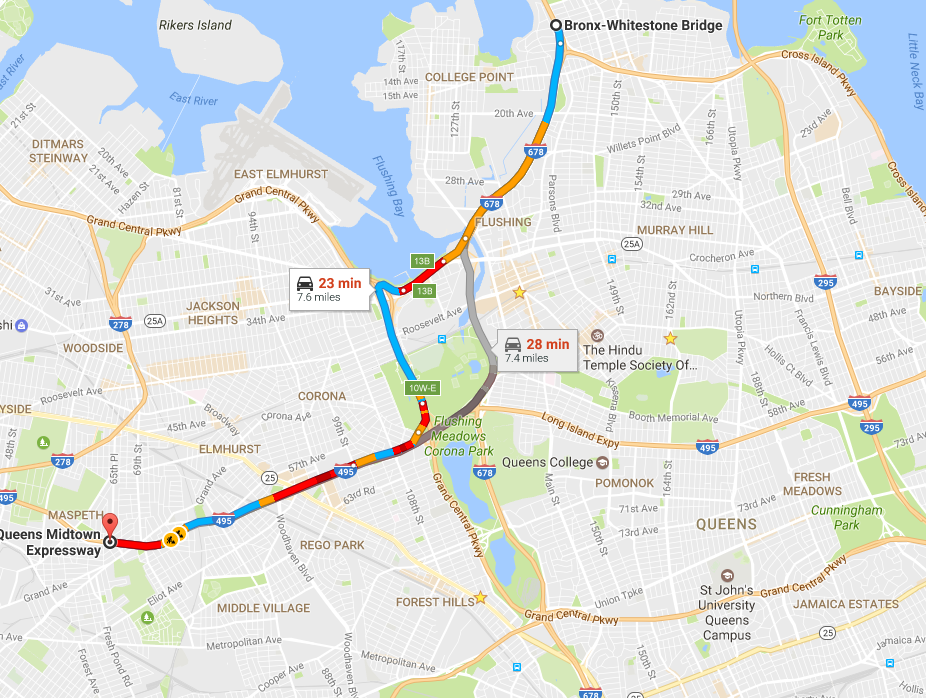 Rikers Island
Bronx-Whitestone Bridge
Fort Totten
Park
Little Neck Bay
East River
117th St
COLLEGE POINT
14th Ave
15th Ave
150th St
Cross Island Pkwy
East River
21st St
127th St
20th Ave
166th St
Utopia Pkwy
23rd Ave
DITMARS
STEINWAY
20th Ave
21st Ave
Hazen St
81st St
EAST ELMHURST
Grand Central Pkwy
Grand Central Pkwy
94th St
Flushing Bay
28th Ave
678
678
Willets Point Blvd
154th St
Parsons Blvd
29th Ave
32nd Ave
Bell Blvd
Cross Island
FLUSHING
MURRAY HILL
25A
Crocheron Ave
13B
13B
23 min
7.6 miles
295
BAYSIDE
31st Ave
JACKSON
HEIGHTS
34th Ave
278
25A
WOODSIDE
Roosevelt Ave
149th St
162nd St
Northern Blvd
48th Ave
Francis Lewis Blvd
Utopia Pkwy
Hollis Ct Blvd
56th Ave
28 min
7.4 miles
The Hindu
Temple Society Of...
188th St
58th Ave
495
295
73rd Ave
Roosevelt Ave
CORONA
Corona Ave
Broadway
45th Ave
99th St
10W-E
Flushing
Meadows
Corona Park
Kissena Blvd
Booth Memorial Ave
Long Island Expy
495
YSIDE
48th St
278
65th Pl
69th St
ELMHURST
Grand Ave
57th Ave
25
495
63rd Rd
108th St
678
Queens College
Main St
164th St
POMONOK
71st Ave
73rd Ave
73rd Ave
FRESH
MEADOWS
Cunningham
Park
495
MASPETH
Queens Midtown
Expressway
495
Woodhaven Blvd
REGO PARK
Grand Central Pkwy
QUEENS
Grand Ave
Eliot Ave
MIDDLE VILLAGE
FOREST HILLS
Grand Central Pkwy
Union Tpke
St John's
University
Queens
Campus
Grand Central Pkwy
JAMAICA ESTATES
25
Fresh Pond Rd
Metropolitan Ave
Metropolitan Ave
Cooper Ave
Woodhaven Blvd
150th St
Jamaica Ave
678
25